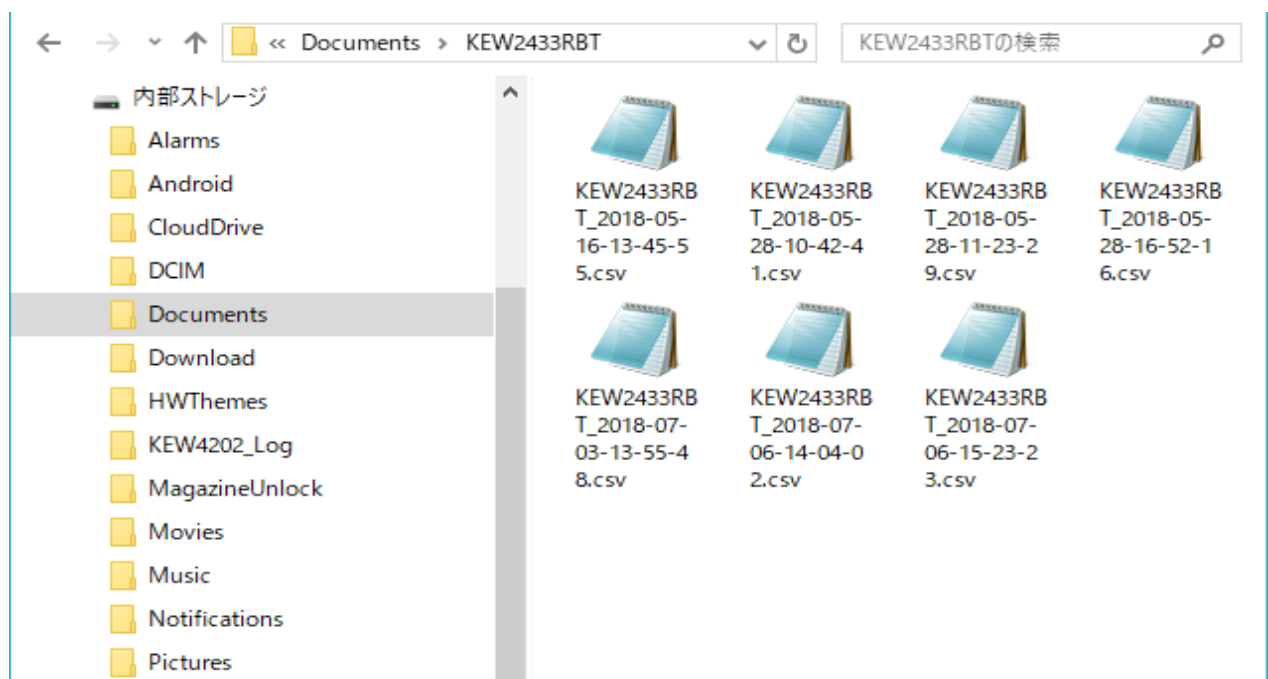 « Documents > KEW2433RBT
KEW2433RBTの検索
内部ストレージ
Alarms
Android
CloudDrive
DCIM
Documents
Download
HWThemes
KEW4202_Log
MagazineUnlock
Movies
Music
Notifications
Pictures
KEW2433RB
T_2018-05-
16-13-45-5
5.csv
KEW2433RB
T_2018-05-
28-10-42-4
1.csv
KEW2433RB
T_2018-05-
28-11-23-2
9.csv
KEW2433RB
T_2018-05-
28-16-52-1
6.csv
KEW2433RB
T_2018-07-
03-13-55-4
8.csv
KEW2433RB
T_2018-07-
06-14-04-0
2.csv
KEW2433RB
T_2018-07-
06-15-23-2
3.csv